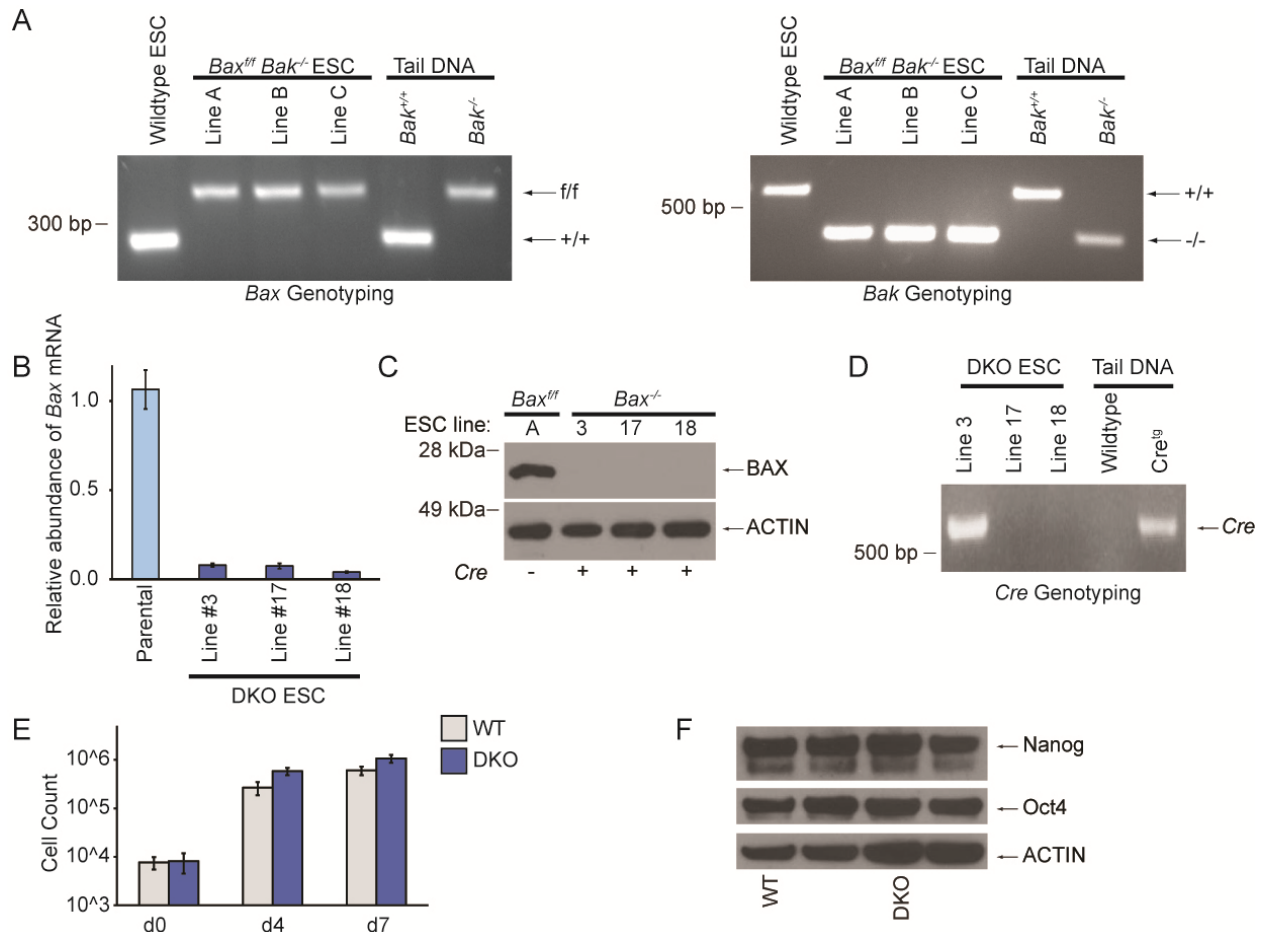 A
Wildtype ESC
Bax^f/f Bak^-/- ESC
Line A
Line B
Line C
Tail DNA
Bak^+/+
Bak^-/-
300 bp
f/f
+/+
Bax Genotyping
Wildtype ESC
Bax^f/f Bak^-/- ESC
Line A
Line B
Line C
Tail DNA
Bak^+/+
Bak^-/-
500 bp
+/+
-/-
Bak Genotyping
B
Relative abundance of Bax mRNA
1.0
0.5
0.0
Parental
Line #3
Line #17
Line #18
DKO ESC
C
Bax^f/f
Bax^-/-
ESC line: A 3 17 18
28 kDa
BAX
49 kDa
ACTIN
Cre - + + +
D
DKO ESC
Tail DNA
Line 3
Line 17
Line 18
Wildtype
Cre^tg
Cre
500 bp
Cre Genotyping
E
WT
DKO
Cell Count
10^6
10^5
10^4
10^3
d0 d4 d7
F
Nanog
Oct4
ACTIN
WT
DKO